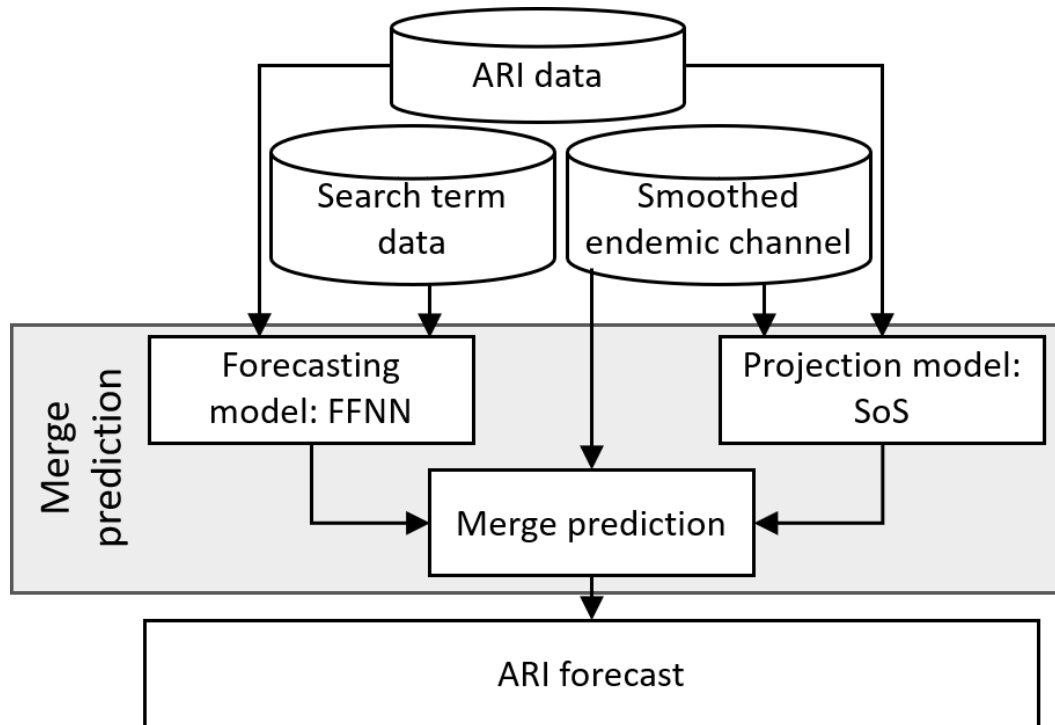 ARI data
Search term
data
Smoothed
endemic channel
Merge
prediction
Forecasting
model: FFNN
Projection model:
SoS
Merge prediction
ARI forecast